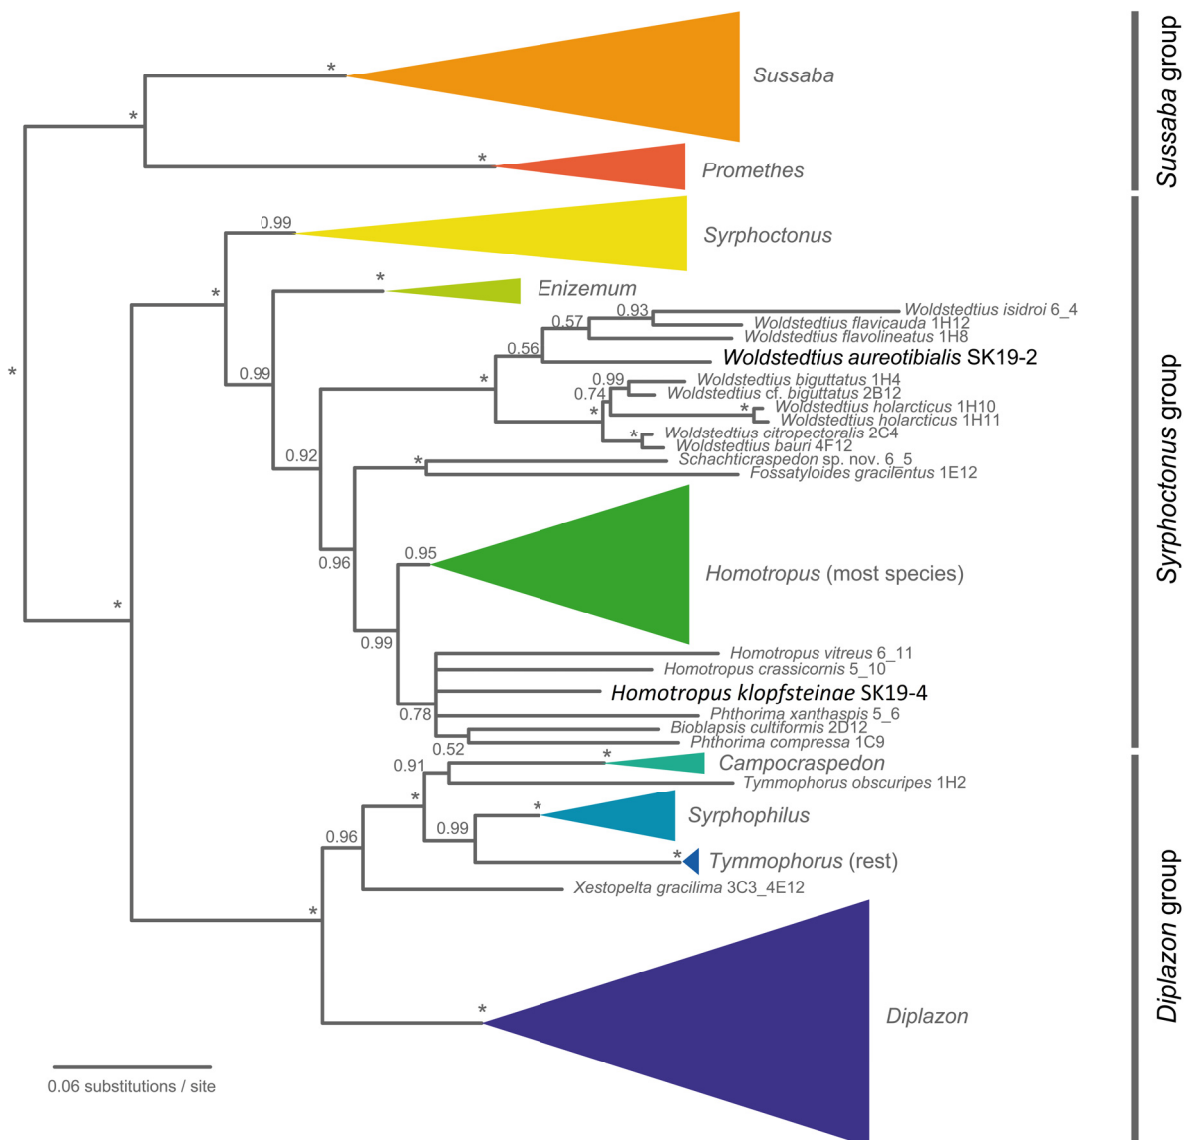 *
Sussaba
*
*
Promethes
Sussaba group
0.99
Syrphoctonus
*
Enizemum
*
Woldstedtius isidroi 6_4
0.93
Woldstedtius flavicauda 1H12
0.57
Woldstedtius flavolineatus 1H8
0.56
Woldstedtius aureotibialis SK19-2
*
0.99
*
0.99
Woldstedtius biguttatus 1H4
0.74
Woldstedtius cf. biguttatus 2B12
*
Woldstedtius holarcticus 1H10
*
Woldstedtius holarcticus 1H11
*
Woldstedtius citropectoralis 2C4
Woldstedtius bauri 4F12
0.92
*
Schachticraspedon sp. nov. 6_5
Fossatyloides gracilentus 1E12
0.95
0.96
Homotropus (most species)
Syrphoctonus group
*
0.99
Homotropus vitreus 6_11
Homotropus crassicornis 5_10
Homotropus klopfsteinae SK19-4
0.78
Phthorima xanthaspis 5_6
Bioblapsis cultiformis 2D12
Phthorima compressa 1C9
0.52
*
Campocraspedon
0.91
Tymmophorus obscuripes 1H2
*
*
Syrphophilus
0.99
0.96
*
Tymmophorus (rest)
Xestopelta gracilima 3C3_4E12
*
*
Diplazon
Diplazon group
0.06 substitutions / site